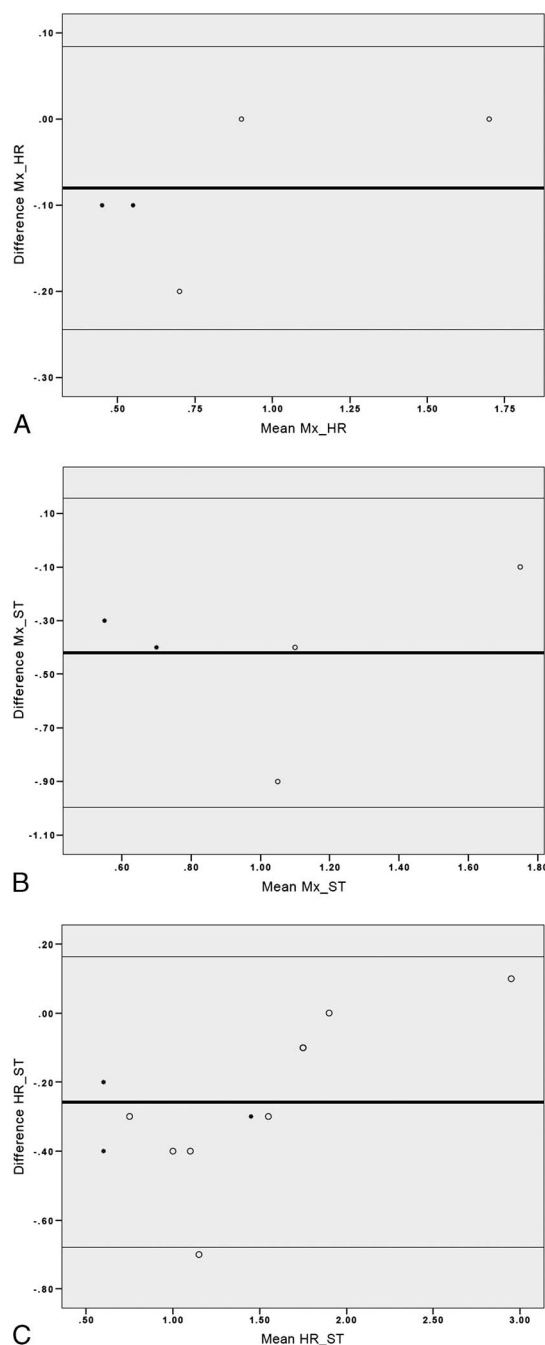 .10
.00
-.10
-.20
-.30
Difference Mx_HR
.50 .75 1.00 1.25 1.50 1.75
Mean Mx_HR
A
.10
-.10
-.30
-.50
-.70
-.90
-1.10
Difference Mx_ST
.60 .80 1.00 1.20 1.40 1.60 1.80
Mean Mx_ST
B
.20
.00
-.20
-.40
-.60
-.80
Difference HR_ST
.50 1.00 1.50 2.00 2.50 3.00
Mean HR_ST
C